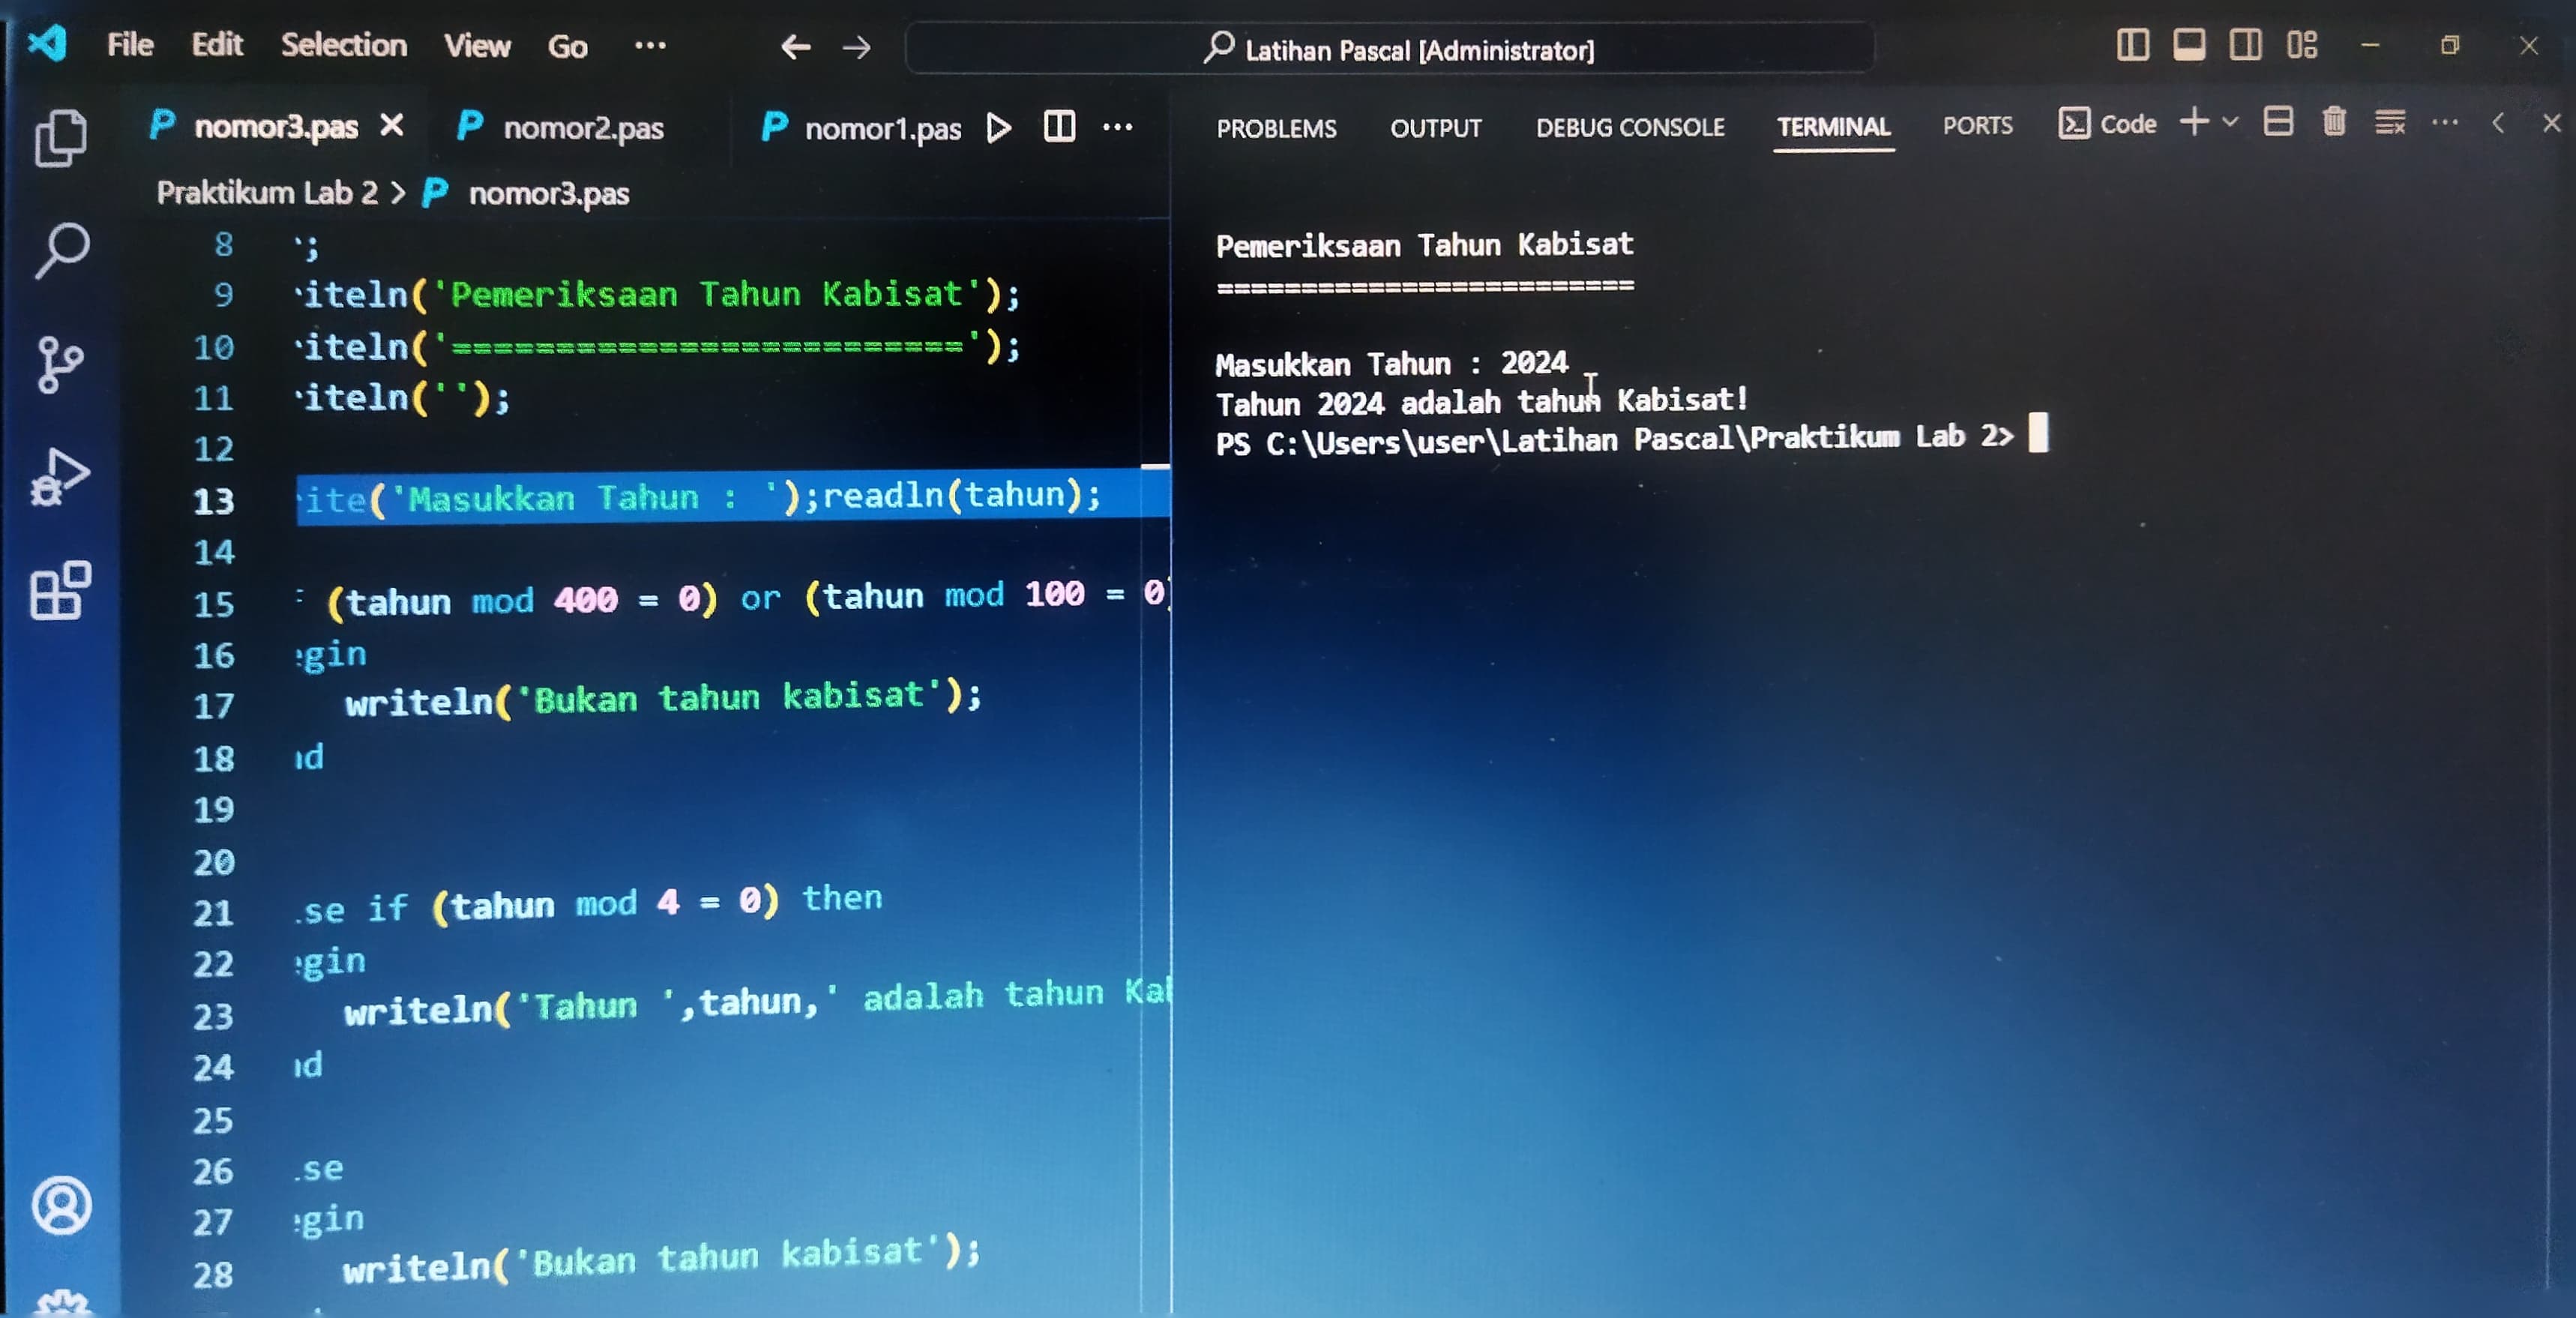 File Edit Selection View Go ... Latihan Pascal [Administrator]
nomor3.pas nomor2.pas nomor1.pas
Praktikum Lab 2 > nomor3.pas
8 ;
9 iteln('Pemeriksaan Tahun Kabisat');
10 iteln('=========================');
11 iteln('');
12
13 ite('Masukkan Tahun : ');readln(tahun);
14
15 (tahun mod 400 = 0) or (tahun mod 100 = 0)
16 gin
17 writeln('Bukan tahun kabisat');
18 d
19
20
21 se if (tahun mod 4 = 0) then
22 gin
23 writeln('Tahun ',tahun,' adalah tahun Kab
24 d
25
26 se
27 gin
28 writeln('Bukan tahun kabisat');
PROBLEMS OUTPUT DEBUG CONSOLE TERMINAL PORTS Code
Pemeriksaan Tahun Kabisat
=========================
Masukkan Tahun : 2024
Tahun 2024 adalah tahun Kabisat!
PS C:\Users\user\Latihan Pascal\Praktikum Lab 2>